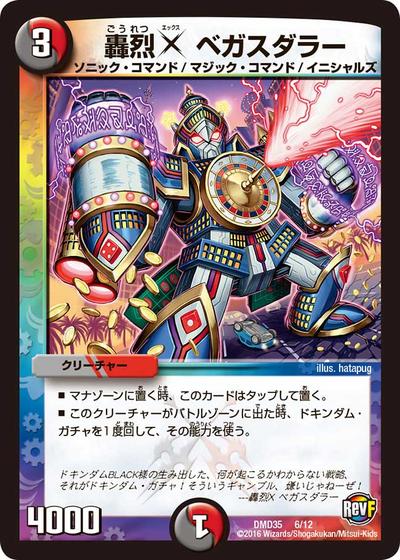 3
ごうれつ エックス
轟烈X ベガスダラー
ソニック・コマンド / マジック・コマンド / イニシャルズ
クリーチャー
illus. hatapug
■ マナゾーンに置く時、このカードはタップして置く。
■ このクリーチャーがバトルゾーンに出た時、ドキンダム・
ガチャを1度回して、その能力を使う。
ドキンダムBLACK様の生み出した、何が起こるかわからない戦略、
それがドキンダム・ガチャ!そういうギャンブル、嫌いじゃねーぜ!
---轟烈X ベガスダラー
RevF
4000
1
DMD35 6/12
©2016 Wizards/Shogakukan/Mitsui-Kids